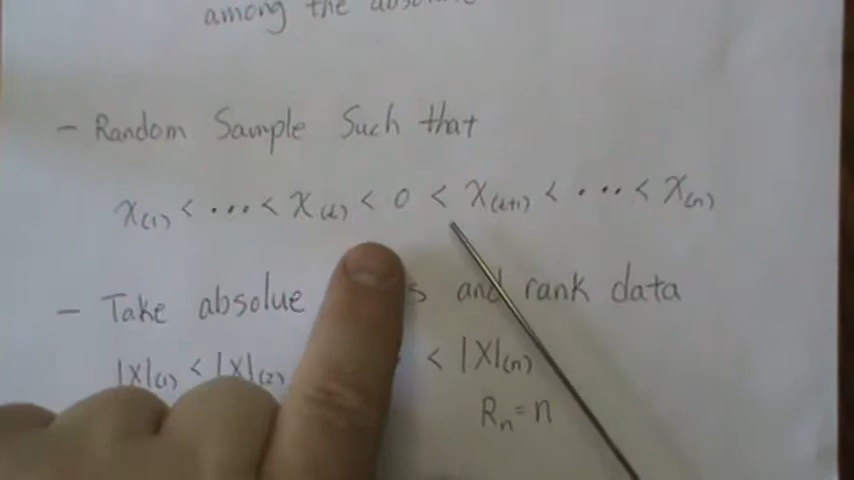 among the
- Random Sample Such that
X(1) < ... < X(k) < 0 < X(k+1) < ... < X(n)
- Take absolue and rank data
|X|(1) < |X|(2) < |X|(n)
Rn = n